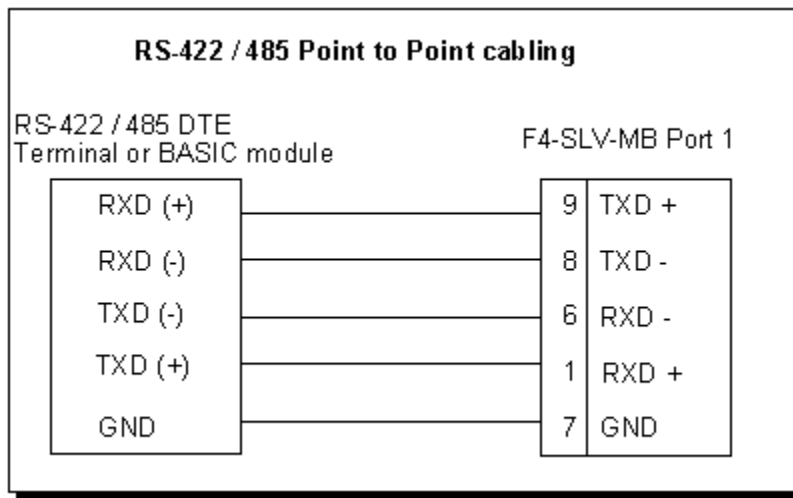 RS-422 / 485 Point to Point cabling
RS-422 / 485 DTE
Terminal or BASIC module
F4-SLV-MB Port 1
RXD (+) 9 TXD +
RXD (-) 8 TXD -
TXD (-) 6 RXD -
TXD (+) 1 RXD +
GND 7 GND